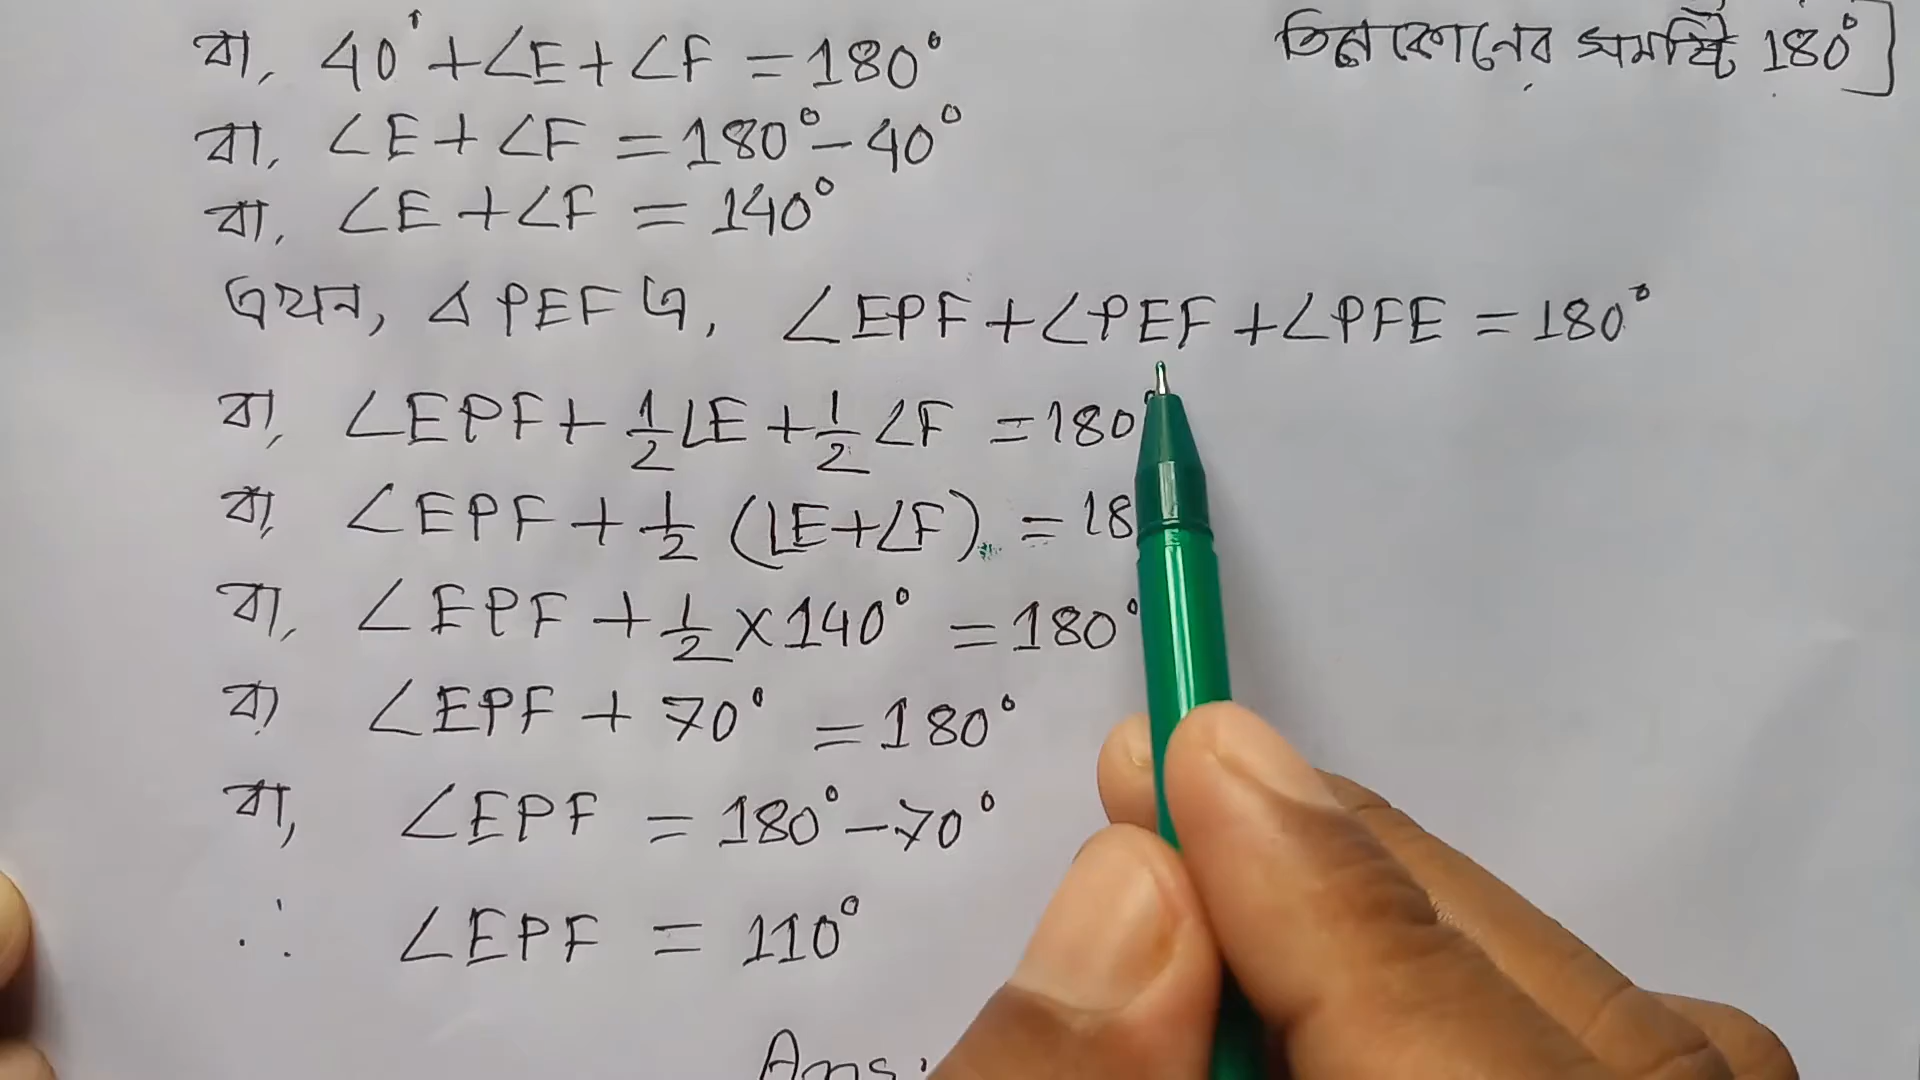 বা, 40° + ∠E + ∠F = 180°
তিন কোনের সমষ্টি 180°]
বা, ∠E + ∠F = 180° - 40°
বা, ∠E + ∠F = 140°
এখন, △PEF এ, ∠EPF + ∠PEF + ∠PFE = 180°
বা, ∠EPF + 1/2 ∠E + 1/2 ∠F = 180°
বা, ∠EPF + 1/2 (∠E + ∠F) = 18
বা, ∠EPF + 1/2 × 140° = 180°
বা, ∠EPF + 70° = 180°
বা, ∠EPF = 180° - 70°
∴ ∠EPF = 110°
Ans: